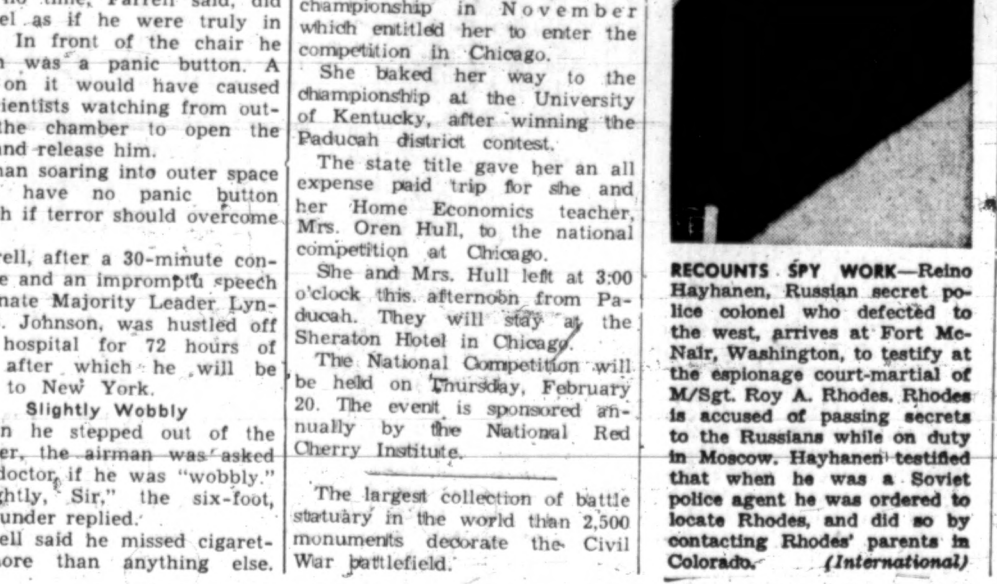 said, did
el as if he were truly in
In front of the chair he
was a panic button. A
on it would have caused
ientists watching from out-
the chamber to open the
and release him.
an soaring into outer space
have no panic button
h if terror should overcome
ell, after a 30-minute con-
e and an impromptu speech
nate Majority Leader Lyn-
. Johnson, was hustled off
hospital for 72 hours of
after which he will be
to New York.
Slightly Wobbly
n he stepped out of the
er, the airman was asked
doctor if he was "wobbly."
ghtly, Sir," the six-foot,
under replied.
ell said he missed cigaret-
ore than anything else.
championship in November
which entitled her to enter the
competition in Chicago.
She baked her way to the
championship at the University
of Kentucky, after winning the
Paducah district contest.
The state title gave her an all
expense paid trip for she and
her Home Economics teacher,
Mrs. Oren Hull, to the national
competition at Chicago.
She and Mrs. Hull left at 3:00
o'clock this afternoon from Pa-
ducah. They will stay at the
Sheraton Hotel in Chicago.
The National Competition will
be held on Thursday, February
20. The event is sponsored an-
nually by the National Red
Cherry Institute.
The largest collection of battle
statuary in the world than 2,500
monuments decorate the Civil
War battlefield.
RECOUNTS SPY WORK—Reino
Hayhanen, Russian secret po-
lice colonel who defected to
the west, arrives at Fort Mc-
Nair, Washington, to testify at
the espionage court-martial of
M/Sgt. Roy A. Rhodes. Rhodes
is accused of passing secrets
to the Russians while on duty
in Moscow. Hayhanen testified
that when he was a Soviet
police agent he was ordered to
locate Rhodes, and did so by
contacting Rhodes' parents in
Colorado. (International)